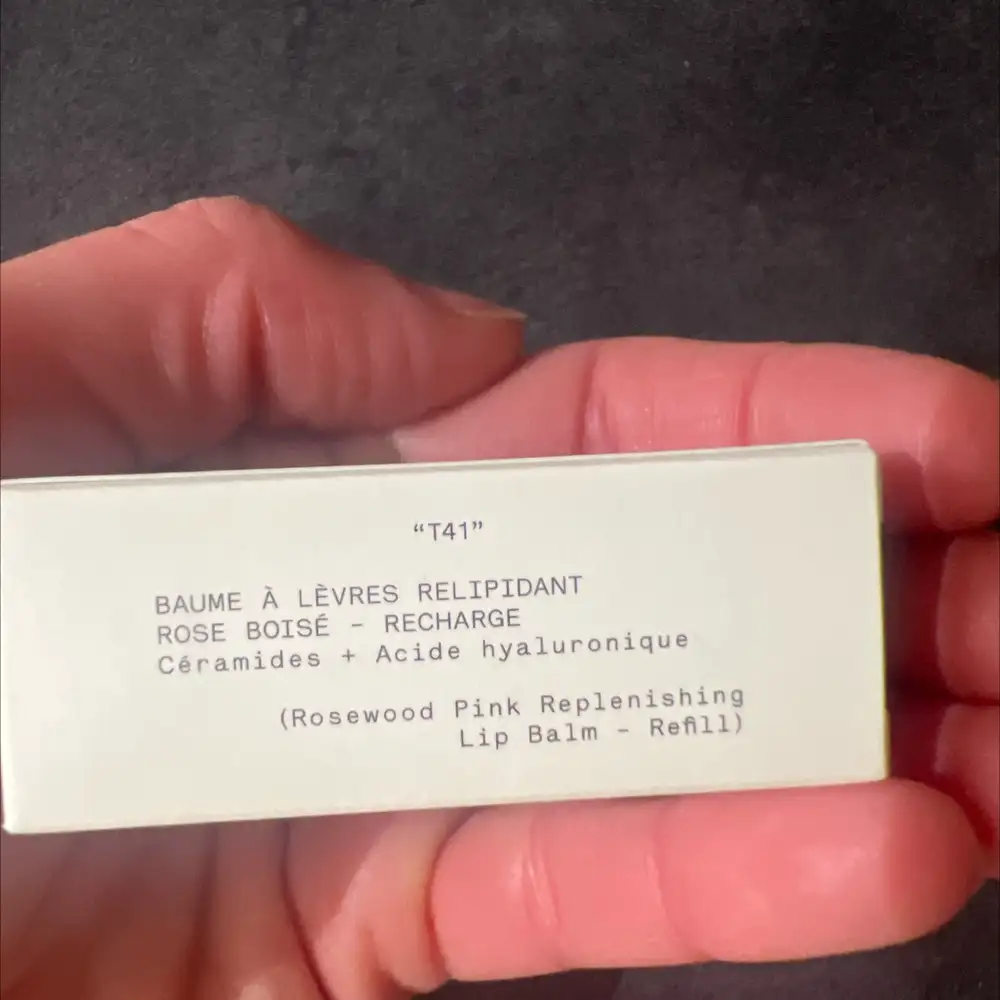 “T41”
BAUME À LÈVRES RELIPIDANT
ROSE BOISÉ - RECHARGE
Céramides + Acide hyaluronique
(Rosewood Pink Replenishing
Lip Balm - Refill)